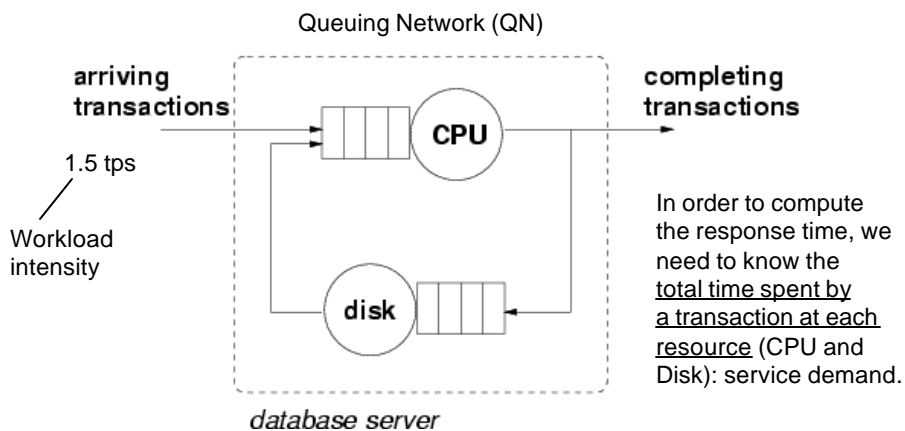 Queuing Network (QN)
arriving
transactions
completing
transactions
CPU
1.5 tps
Workload
intensity
In order to compute
the response time, we
need to know the
total time spent by
a transaction at each
resource (CPU and
Disk): service demand.
disk
database server